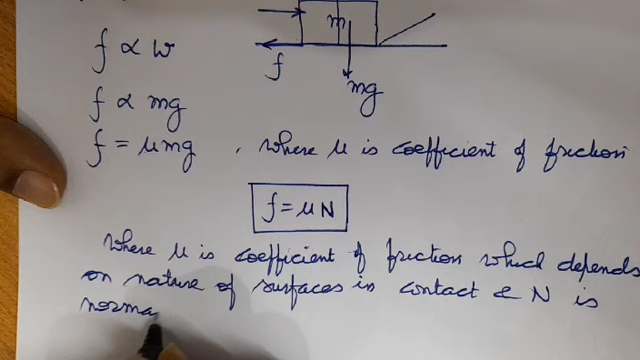 m
f ∝ w
f
mg
f ∝ mg
f = μmg , where μ is coefficient of friction
f = μN
where μ is coefficient of friction which depends
on nature of surfaces in contact & N is
norma